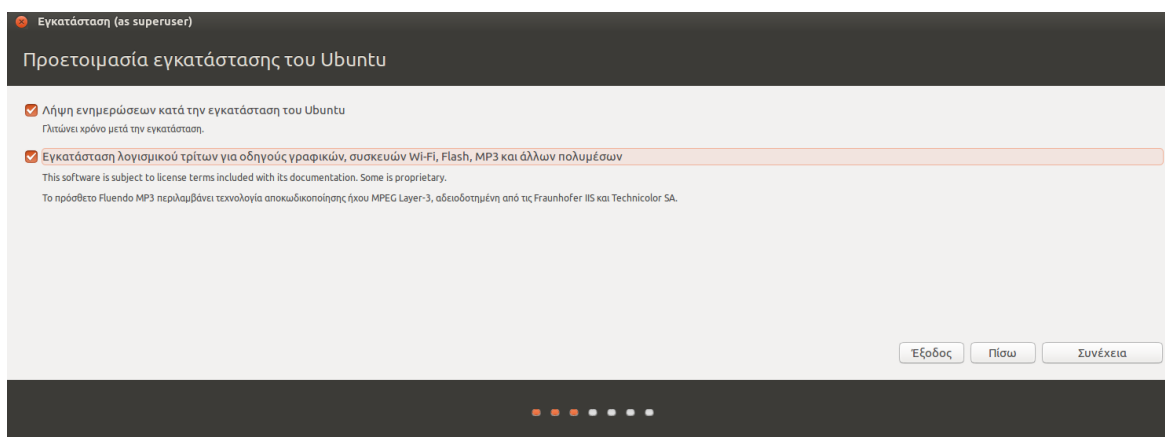 Εγκατάσταση (as superuser)
Προετοιμασία εγκατάστασης του Ubuntu
Λήψη ενημερώσεων κατά την εγκατάσταση του Ubuntu
Γλιτώνει χρόνο μετά την εγκατάσταση.
Εγκατάσταση λογισμικού τρίτων για οδηγούς γραφικών, συσκευών Wi-Fi, Flash, MP3 και άλλων πολυμέσων
This software is subject to license terms included with its documentation. Some is proprietary.
Το πρόσθετο Fluendo MP3 περιλαμβάνει τεχνολογία αποκωδικοποίησης ήχου MPEG Layer-3, αδειοδοτημένη από τις Fraunhofer IIS και Technicolor SA.
Έξοδος Πίσω Συνέχεια